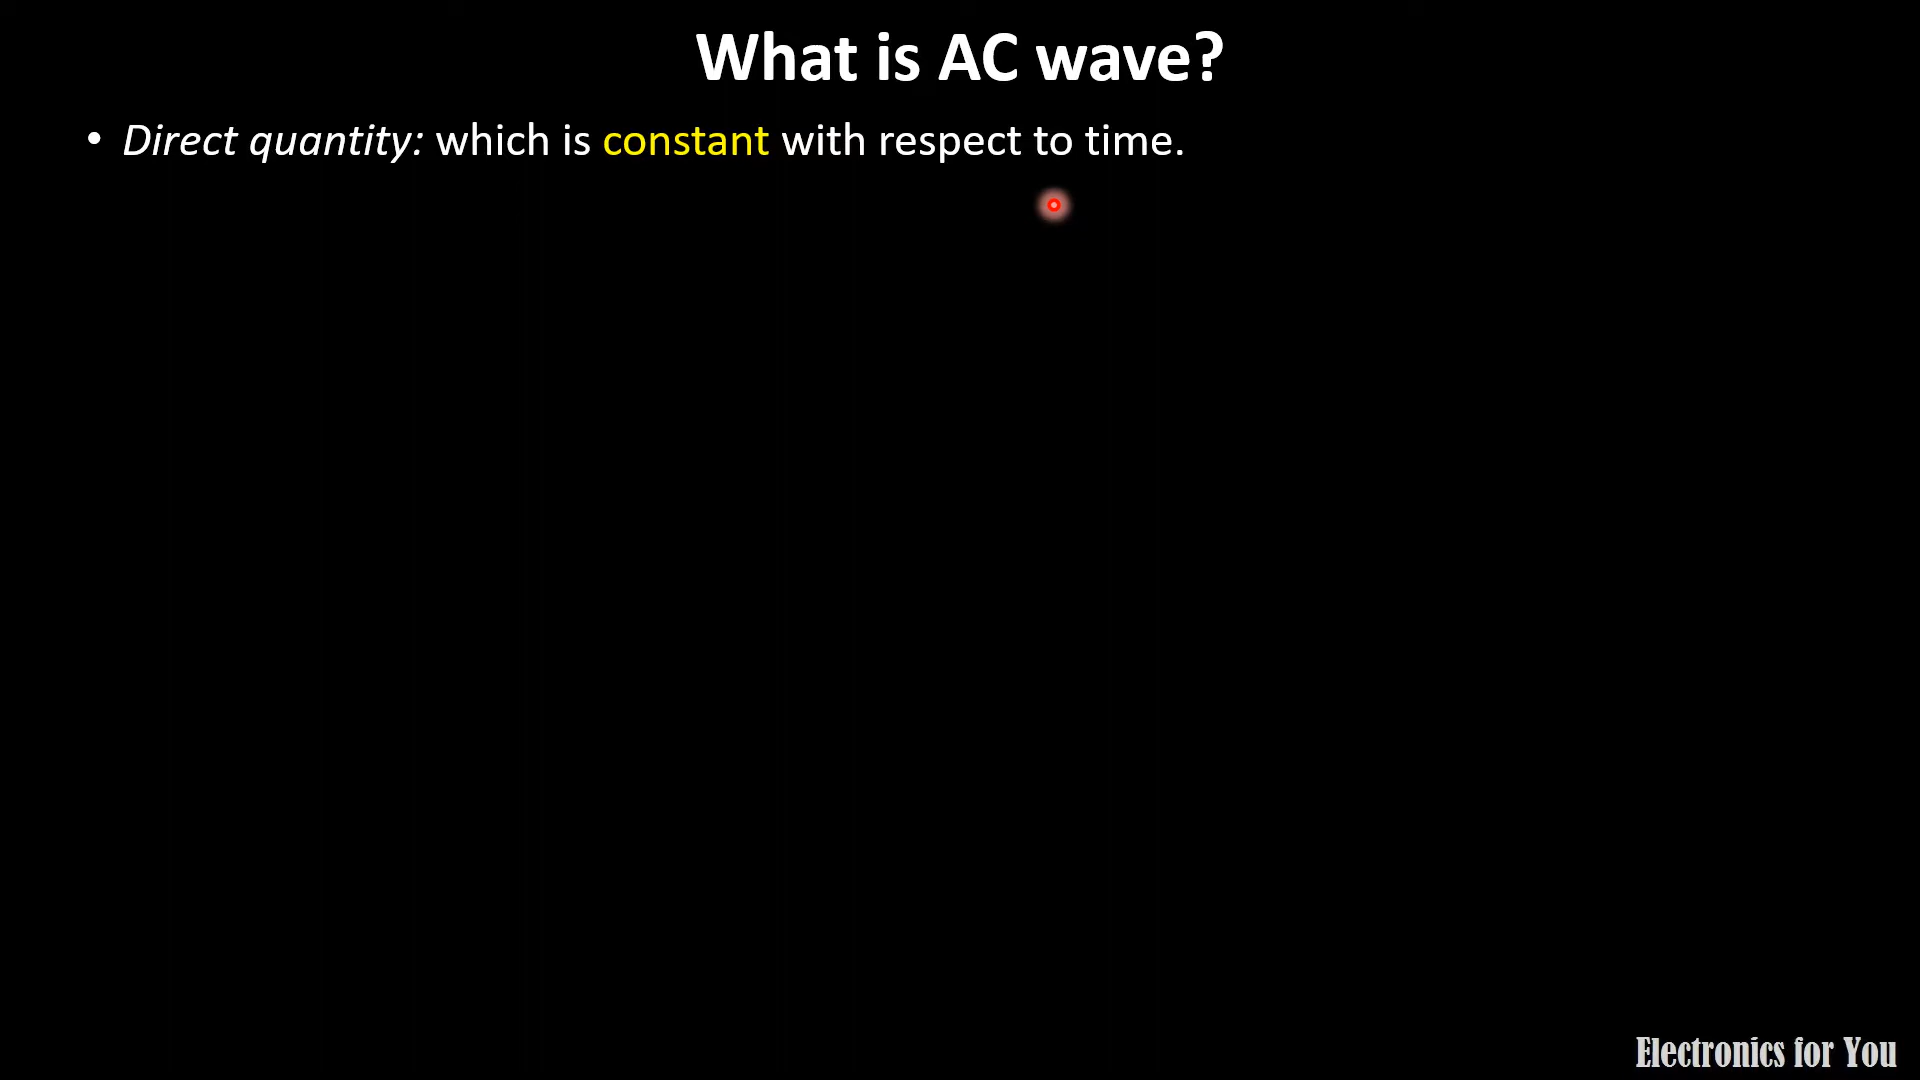 What is AC wave?
• Direct quantity: which is constant with respect to time.
Electronics for You